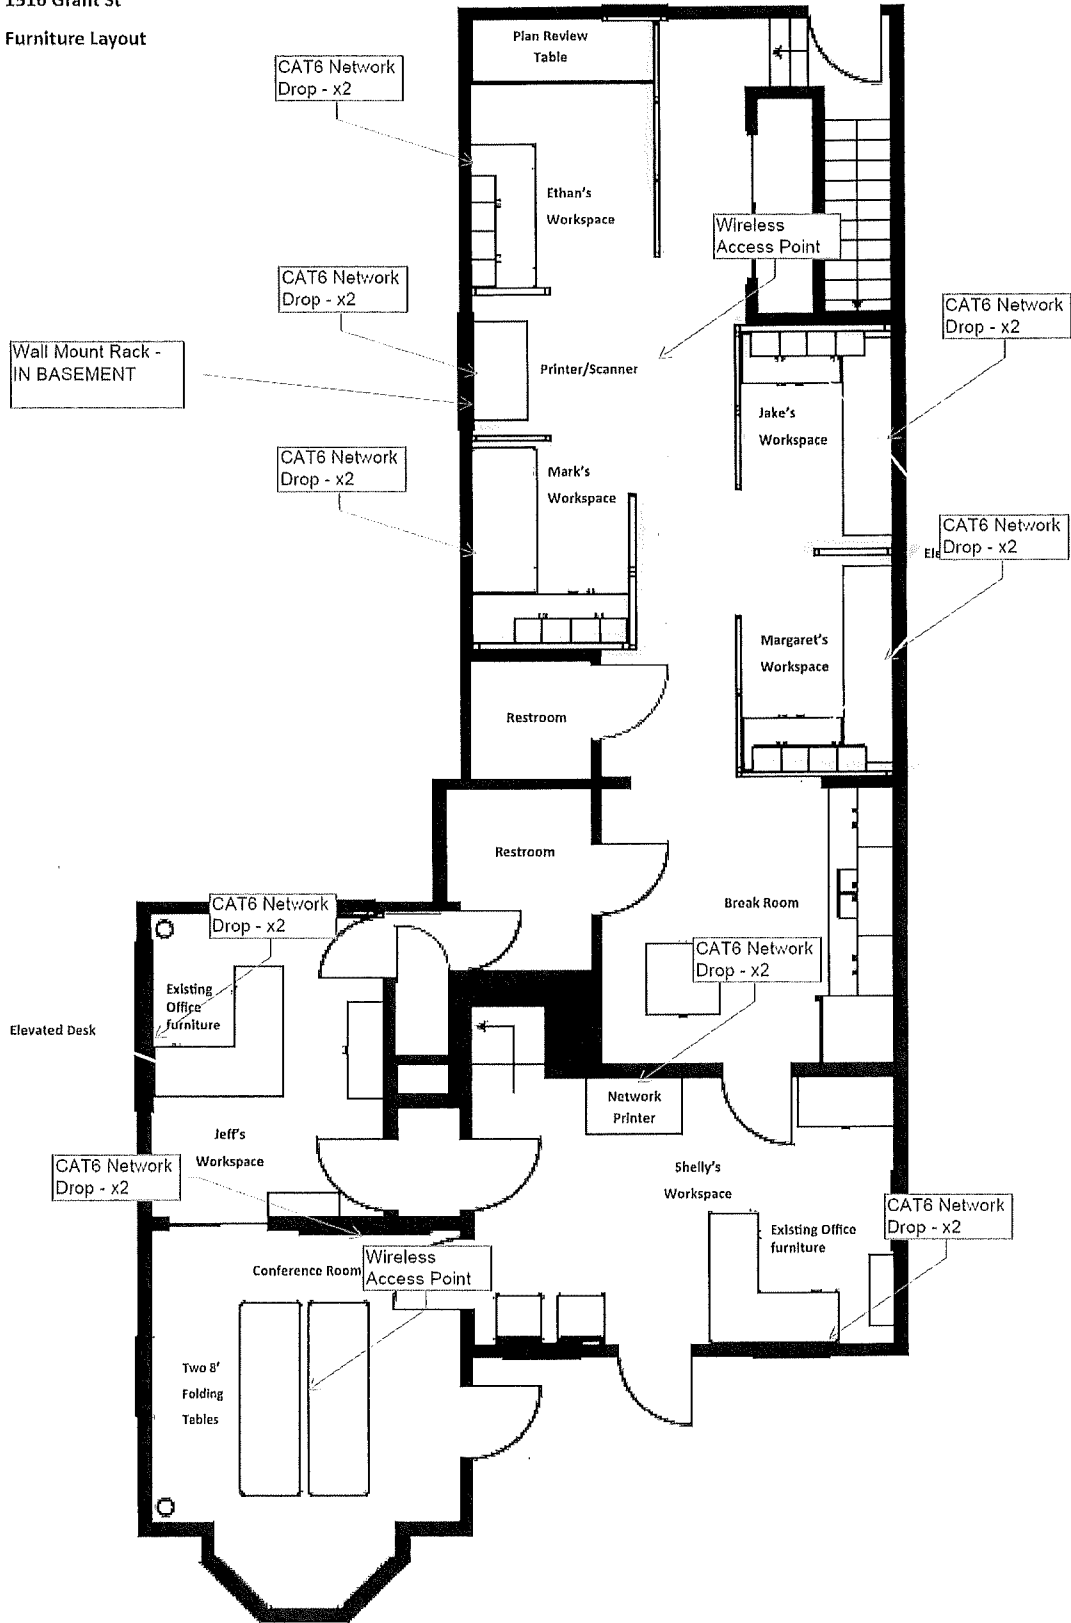 1516 Grant St
Furniture Layout
Plan Review
Table
CAT6 Network
Drop - x2
Ethan's
Workspace
Wireless
Access Point
CAT6 Network
Drop - x2
CAT6 Network
Drop - x2
Wall Mount Rack -
IN BASEMENT
Printer/Scanner
Jake's
Workspace
CAT6 Network
Drop - x2
Mark's
Workspace
CAT6 Network
Drop - x2
Ele
Margaret's
Workspace
Restroom
Restroom
Break Room
CAT6 Network
Drop - x2
CAT6 Network
Drop - x2
Existing
Office
furniture
Elevated Desk
Network
Printer
Jeff's
Workspace
CAT6 Network
Drop - x2
Shelly's
Workspace
CAT6 Network
Drop - x2
Existing Office
furniture
Conference Room
Wireless
Access Point
Two 8'
Folding
Tables